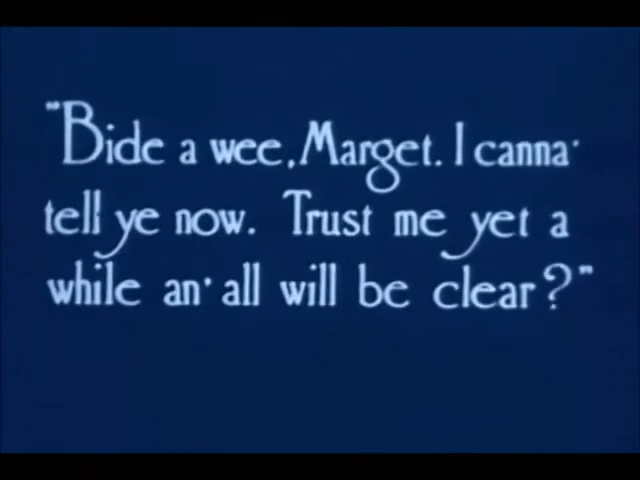 "Bide a wee, Marget. I canna'
tell ye now. Trust me yet a
while an' all will be clear?"